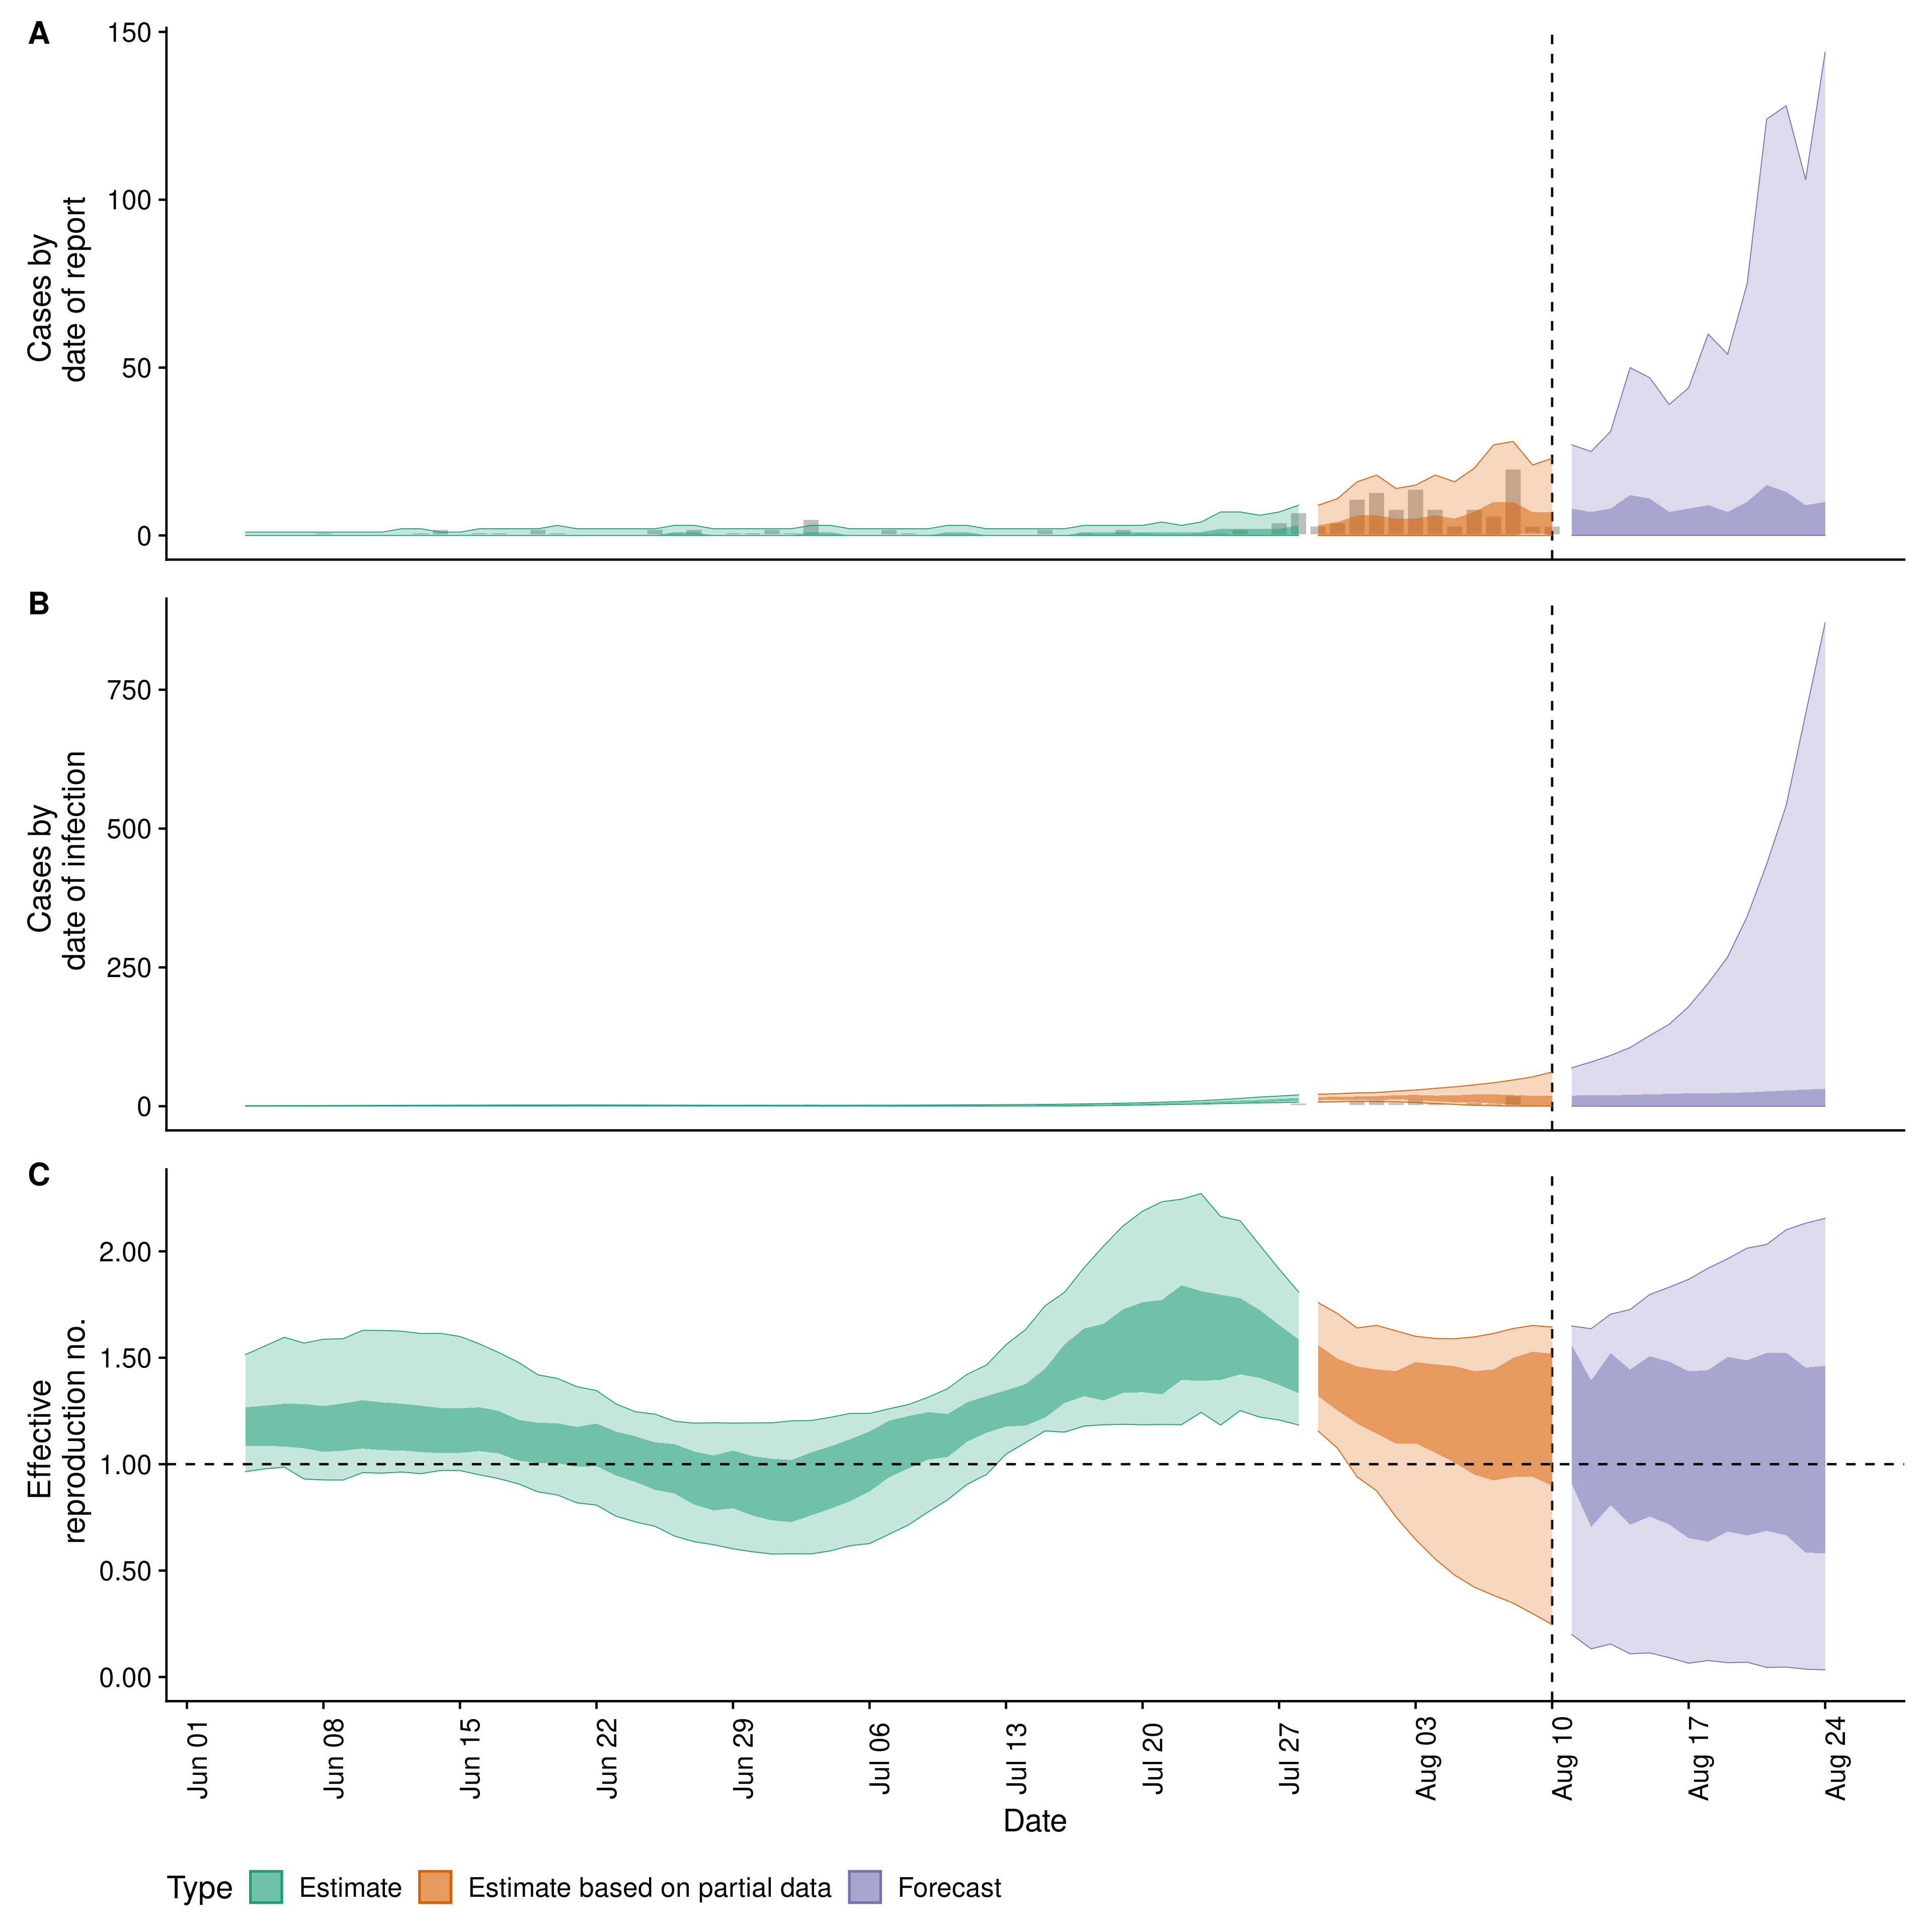 A
Cases by
date of report
150
100
50
0
B
Cases by
date of infection
750
500
250
0
C
Effective
reproduction no.
2.00
1.50
1.00
0.50
0.00
Jun 01
Jun 08
Jun 15
Jun 22
Jun 29
Jul 06
Jul 13
Jul 20
Jul 27
Aug 03
Aug 10
Aug 17
Aug 24
Date
Type Estimate Estimate based on partial data Forecast